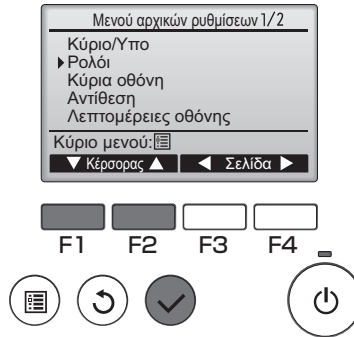 Μενού αρχικών ρυθμίσεων 1/2
Κύριο/Υπο
Ρολόι
Κύρια οθόνη
Αντίθεση
Λεπτομέρειες οθόνης
Κύριο μενού:
▼ Κέρσορας ▲ ◀ Σελίδα ▶
F1 F2 F3 F4